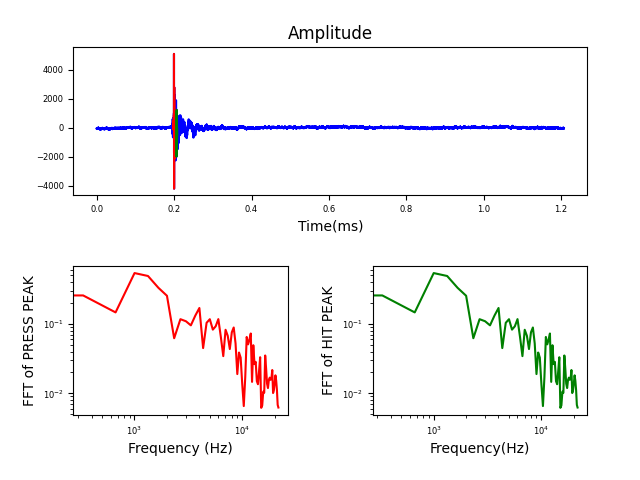 Amplitude
4000
2000
0
−2000
−4000
0.0 0.2 0.4 0.6 0.8 1.0 1.2
Time(ms)
FFT of PRESS PEAK
10⁻¹
10⁻²
10³ 10⁴
Frequency (Hz)
FFT of HIT PEAK
10⁻¹
10⁻²
10³ 10⁴
Frequency(Hz)